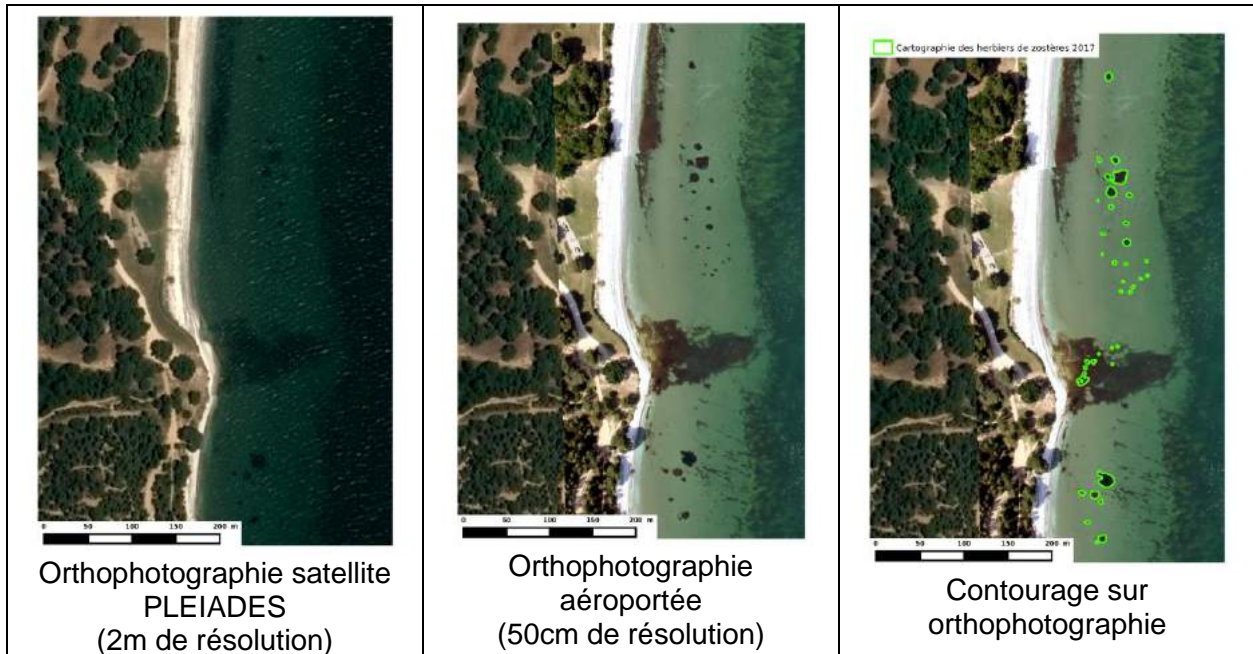 Cartographie des herbiers de zostères 2017
0 50 100 150 200 m
0 50 100 150 200 m
0 50 100 150 200 m
Orthophotographie satellite
PLEIADES
(2m de résolution)
Orthophotographie
aéroportée
(50cm de résolution)
Contourage sur
orthophotographie